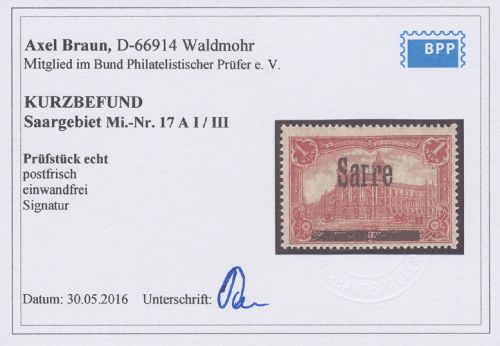 Axel Braun, D-66914 Waldmohr
Mitglied im Bund Philatelistischer Prüfer e. V.
BPP
KURZBEFUND
Saargebiet Mi.-Nr. 17 A I / III
Prüfstück echt
postfrisch
einwandfrei
Signatur
Sarre
Datum: 30.05.2016 Unterschrift: